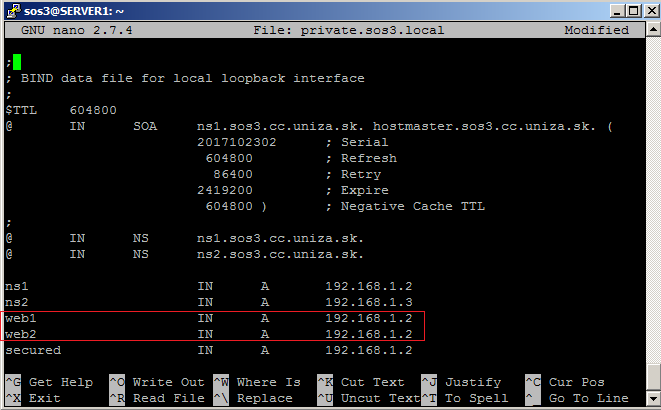 sos3@SERVER1: ~
GNU nano 2.7.4 File: private.sos3.local Modified
;
; BIND data file for local loopback interface
;
$TTL 604800
@ IN SOA ns1.sos3.cc.uniza.sk. hostmaster.sos3.cc.uniza.sk. (
2017102302 ; Serial
604800 ; Refresh
86400 ; Retry
2419200 ; Expire
604800 ) ; Negative Cache TTL
;
@ IN NS ns1.sos3.cc.uniza.sk.
@ IN NS ns2.sos3.cc.uniza.sk.
ns1 IN A 192.168.1.2
ns2 IN A 192.168.1.3
web1 IN A 192.168.1.2
web2 IN A 192.168.1.2
secured IN A 192.168.1.2
^G Get Help ^O Write Out ^W Where Is ^K Cut Text ^J Justify ^C Cur Pos
^X Exit ^R Read File ^\ Replace ^U Uncut Text ^T To Spell ^_ Go To Line